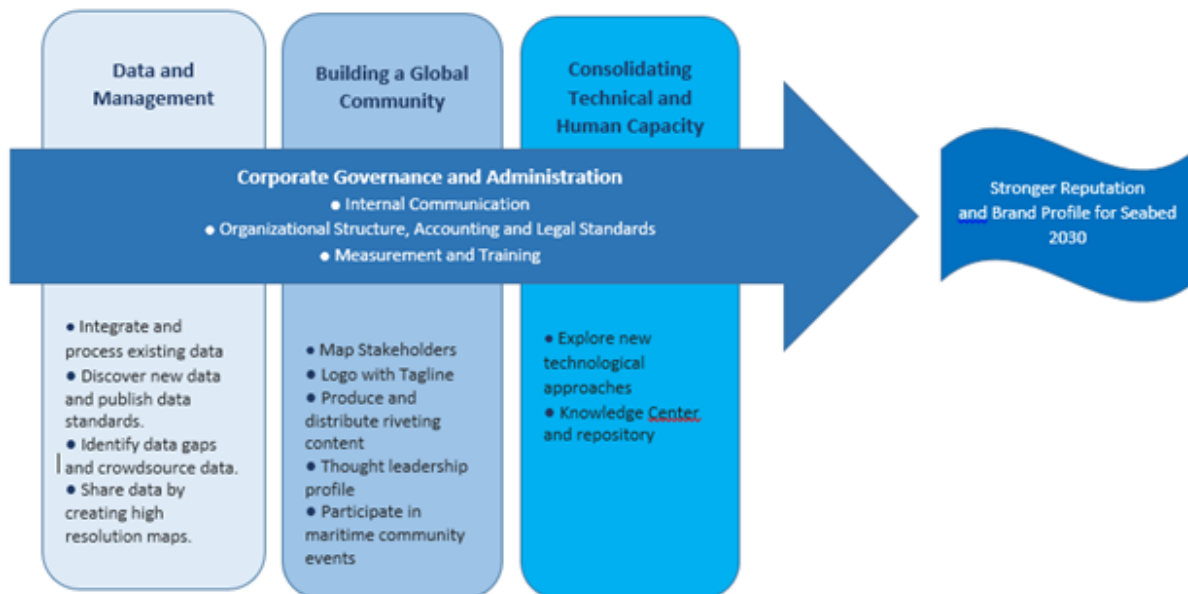 Data and
Management
Building a Global
Community
Consolidating
Technical and
Human Capacity
Corporate Governance and Administration
● Internal Communication
● Organizational Structure, Accounting and Legal Standards
● Measurement and Training
Stronger Reputation
and Brand Profile for Seabed
2030
● Integrate and
process existing data
● Discover new data
and publish data
standards.
● Identify data gaps
and crowdsource data.
● Share data by
creating high
resolution maps.
● Map Stakeholders
● Logo with Tagline
● Produce and
distribute riveting
content
● Thought leadership
profile
● Participate in
maritime community
events
● Explore new
technological
approaches
● Knowledge Center
and repository